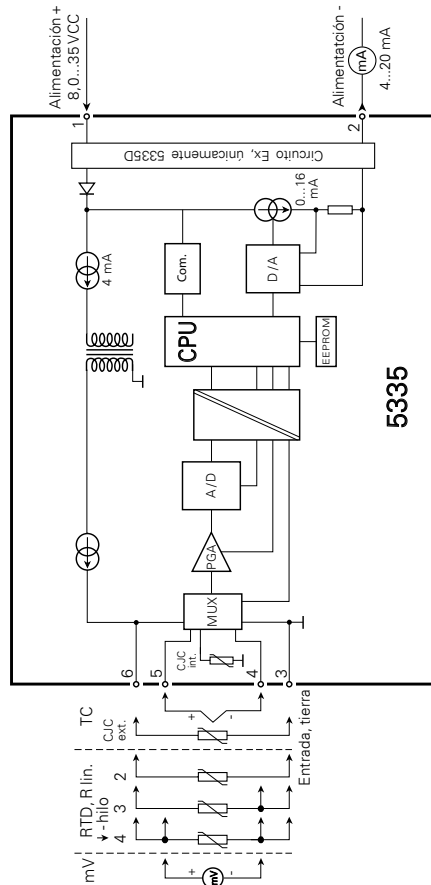 Alimentación +
8,0...35 VCC
Alimentatción -
mA
4...20 mA
1
2
Circuito Ex, únicamente 5335D
4 mA
0...16
mA
Com.
D/A
CPU
EEPROM
A/D
PGA
MUX
CJC
int.
5335
6
5
4
3
TC
CJC
ext.
+
-
Entrada, tierra
RTD, R lin.
- hilo
2
3
4
mV
+
-
mV